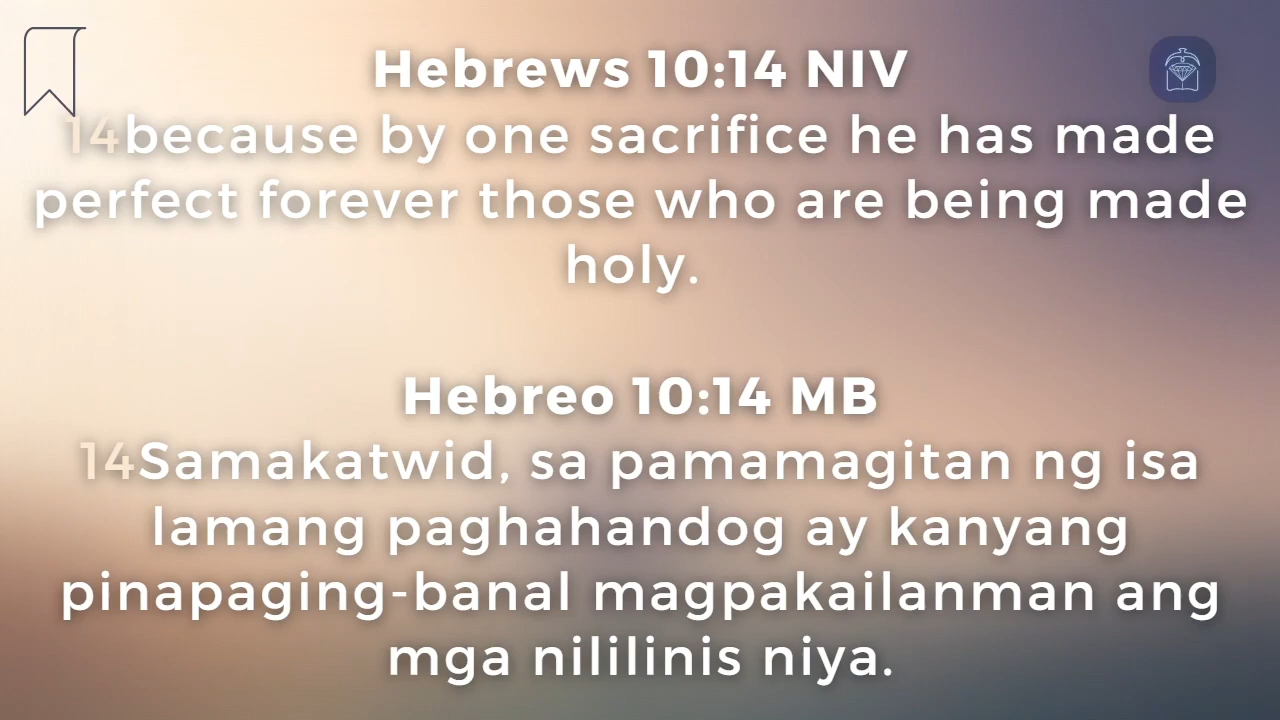 Hebrews 10:14 NIV
14because by one sacrifice he has made
perfect forever those who are being made
holy.
Hebreo 10:14 MB
14Samakatwid, sa pamamagitan ng isa
lamang paghahandog ay kanyang
pinapaging-banal magpakailanman ang
mga nililinis niya.